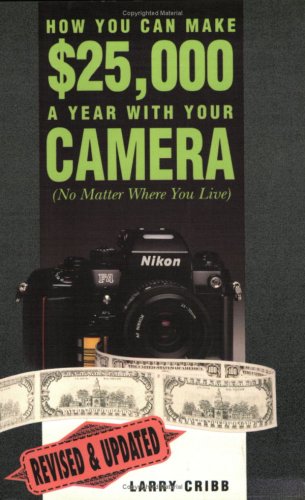 HOW YOU CAN MAKE
$25,000
A YEAR WITH YOUR
CAMERA
(No Matter Where You Live)
Nikon
F4
REVISED & UPDATED
LARRY CRIBB